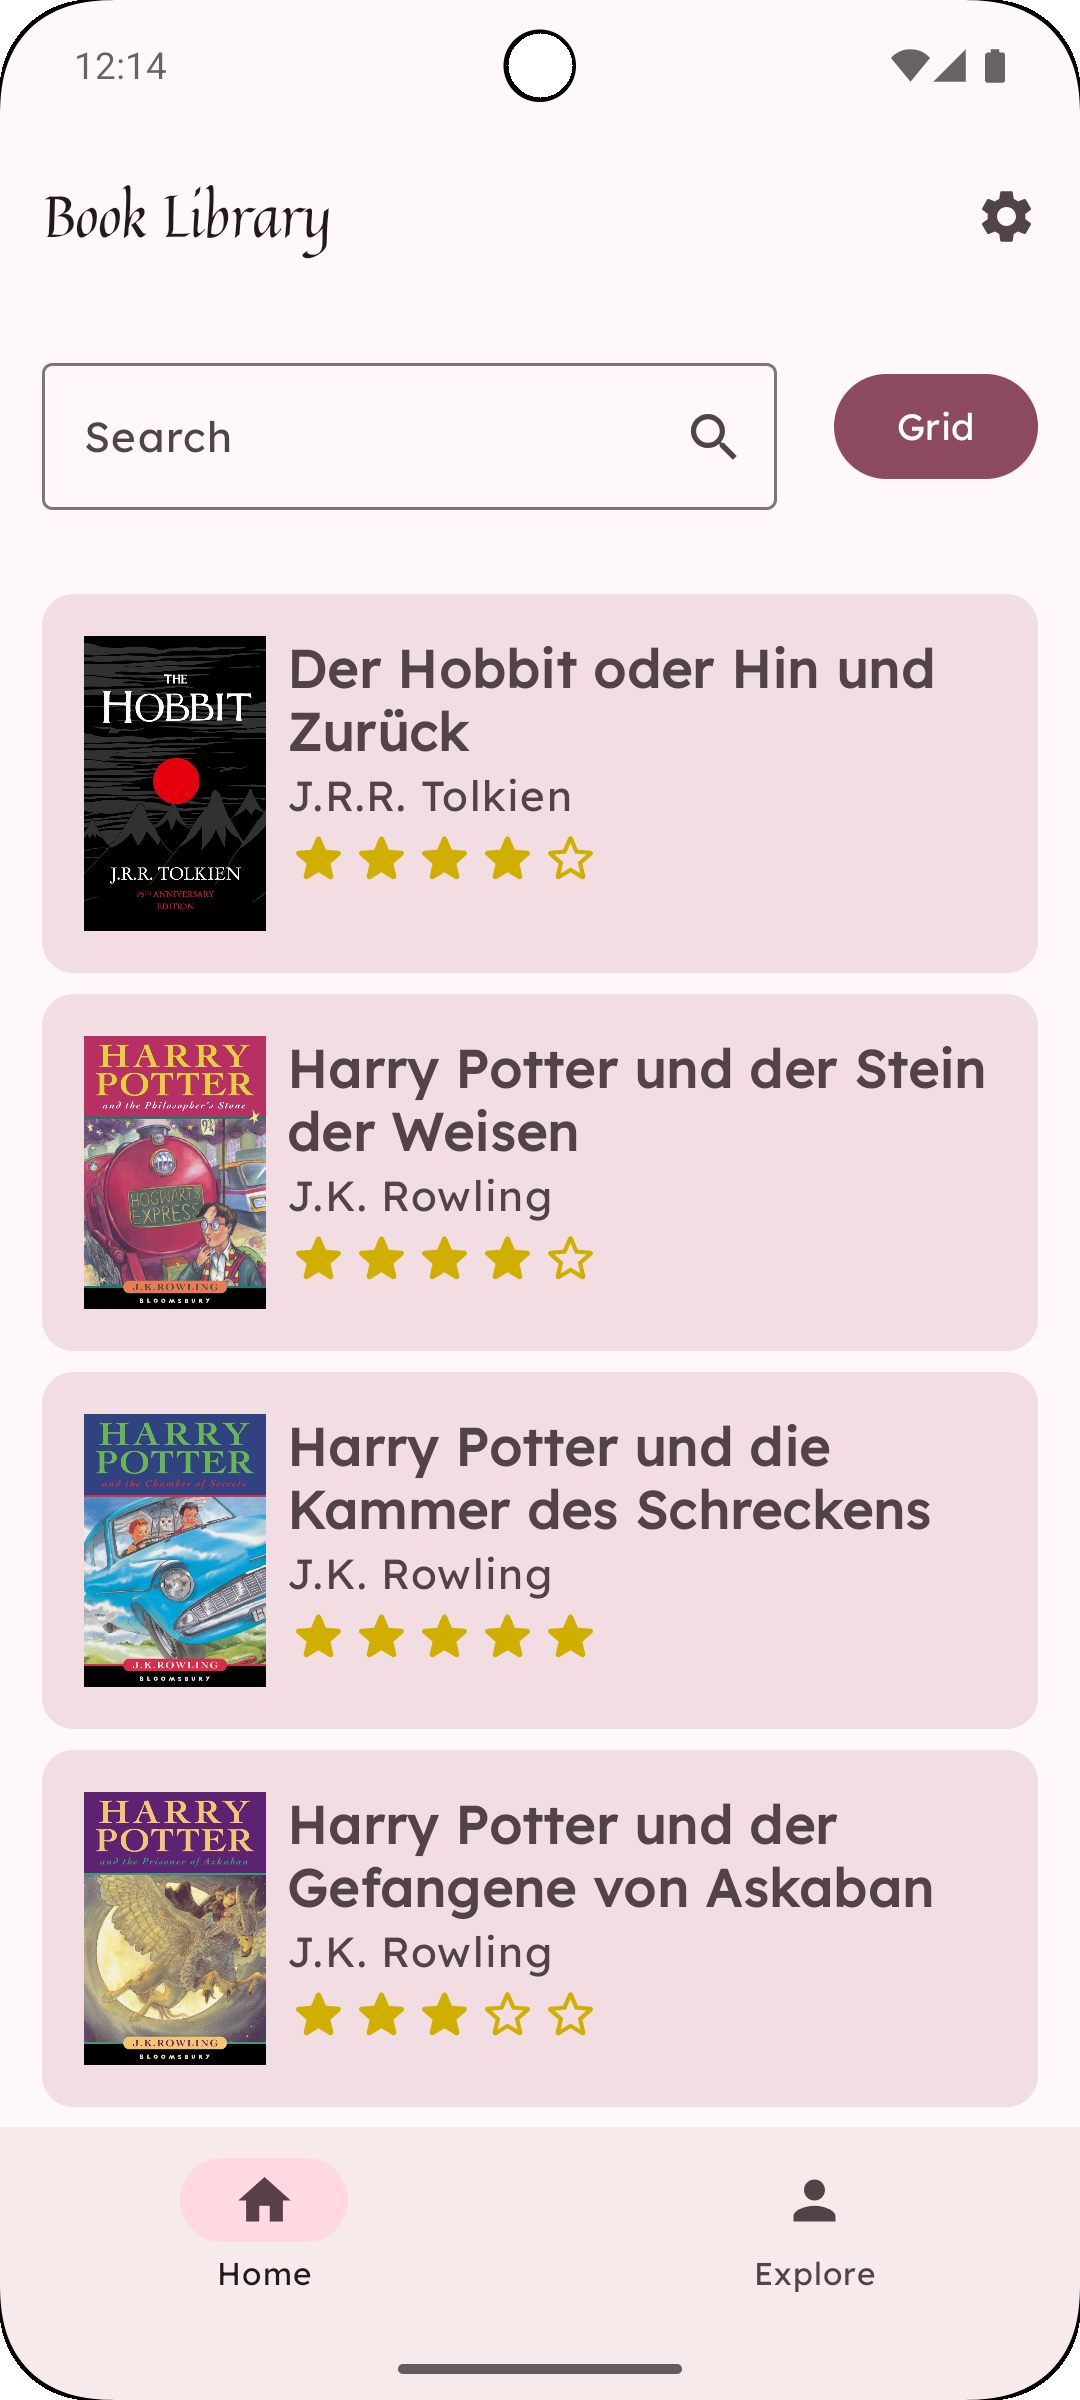 12:14
Book Library
Search
Grid
THE
HOBBIT
J.R.R. TOLKIEN
75TH ANNIVERSARY
EDITION
Der Hobbit oder Hin und
Zurück
J.R.R. Tolkien
HARRY
POTTER
and the Philosopher's Stone
HOGWARTS
EXPRESS
J.K.ROWLING
BLOOMSBURY
Harry Potter und der Stein
der Weisen
J.K. Rowling
HARRY
POTTER
and the Chamber of Secrets
J.K.ROWLING
BLOOMSBURY
Harry Potter und die
Kammer des Schreckens
J.K. Rowling
HARRY
POTTER
and the Prisoner of Azkaban
J.K.ROWLING
BLOOMSBURY
Harry Potter und der
Gefangene von Askaban
J.K. Rowling
Home
Explore